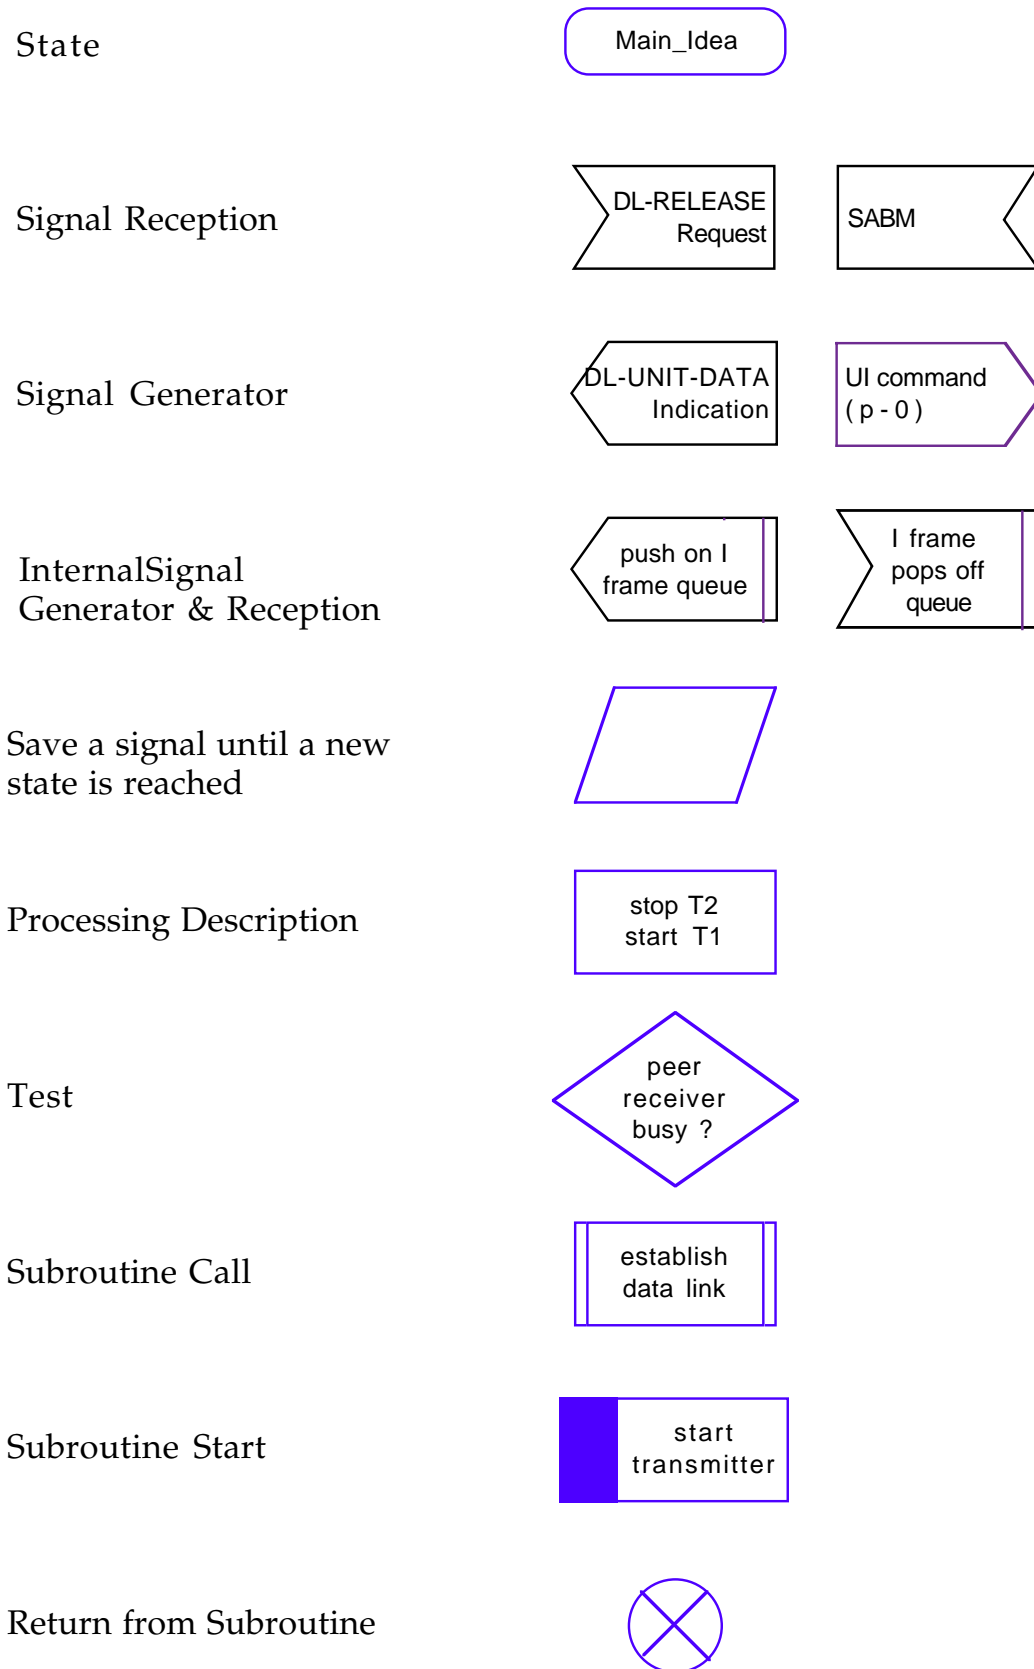 State
Main_Idea
Signal Reception
DL-RELEASE
Request
SABM
Signal Generator
DL-UNIT-DATA
Indication
UI command
(p-0)
InternalSignal
Generator & Reception
push on I
frame queue
I frame
pops off
queue
Save a signal until a new
state is reached
Processing Description
stop T2
start T1
Test
peer
receiver
busy ?
Subroutine Call
establish
data link
Subroutine Start
start
transmitter
Return from Subroutine